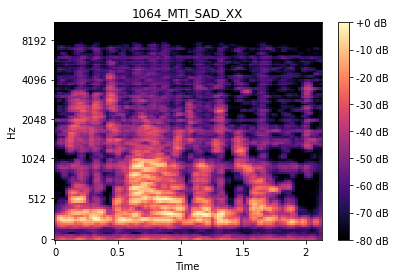 1064_MTI_SAD_XX
+0 dB
8192
-10 dB
4096
-20 dB
-30 dB
2048
Hz
-40 dB
1024
-50 dB
512
-60 dB
-70 dB
0
-80 dB
0
0.5
1
1.5
2
Time